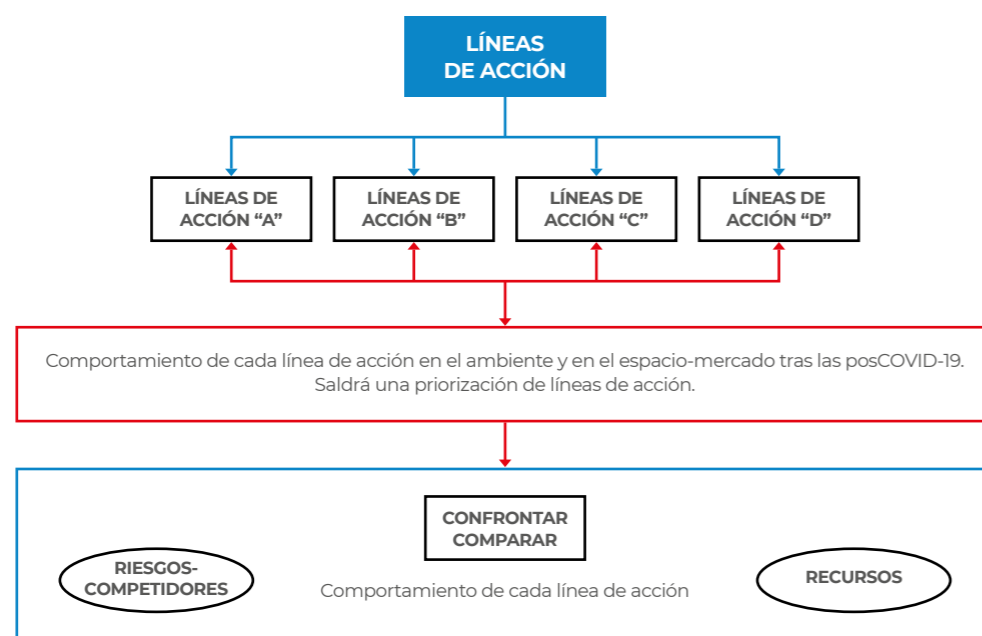 LÍNEAS
DE ACCIÓN
LÍNEAS DE
ACCIÓN “A”
LÍNEAS DE
ACCIÓN “B”
LÍNEAS DE
ACCIÓN “C”
LÍNEAS DE
ACCIÓN “D”
Comportamiento de cada línea de acción en el ambiente y en el espacio-mercado tras las posCOVID-19.
Saldrá una priorización de líneas de acción.
CONFRONTAR
COMPARAR
RIESGOS-
COMPETIDORES
Comportamiento de cada línea de acción
RECURSOS